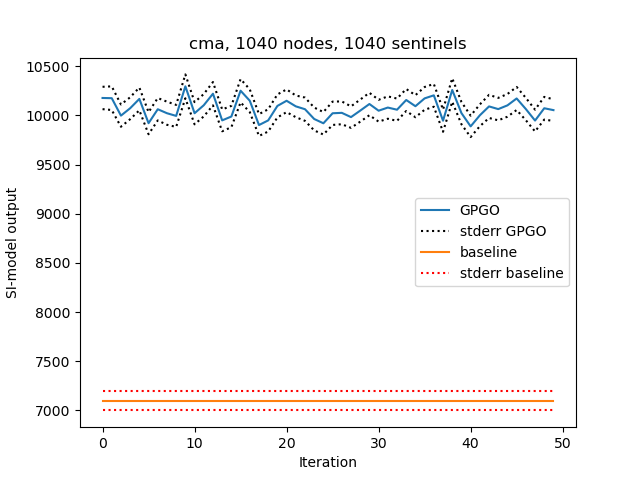 cma, 1040 nodes, 1040 sentinels
10500
10000
9500
9000
8500
8000
7500
7000
SI-model output
GPGO
stderr GPGO
baseline
stderr baseline
0 10 20 30 40 50
Iteration